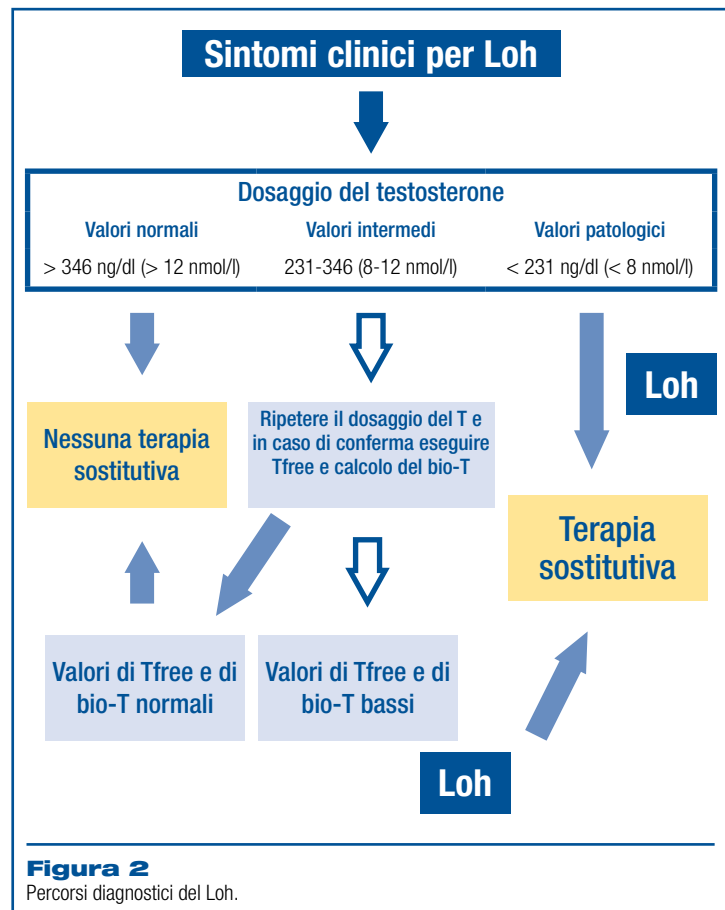 Sintomi clinici per Loh
Dosaggio del testosterone
Valori normali
Valori intermedi
Valori patologici
> 346 ng/dl (> 12 nmol/l)
231-346 (8-12 nmol/l)
< 231 ng/dl (< 8 nmol/l)
Loh
Nessuna terapia
sostitutiva
Ripetere il dosaggio del T e
in caso di conferma eseguire
Tfree e calcolo del bio-T
Terapia
sostitutiva
Valori di Tfree e di
bio-T normali
Valori di Tfree e di
bio-T bassi
Loh
Figura 2
Percorsi diagnostici del Loh.